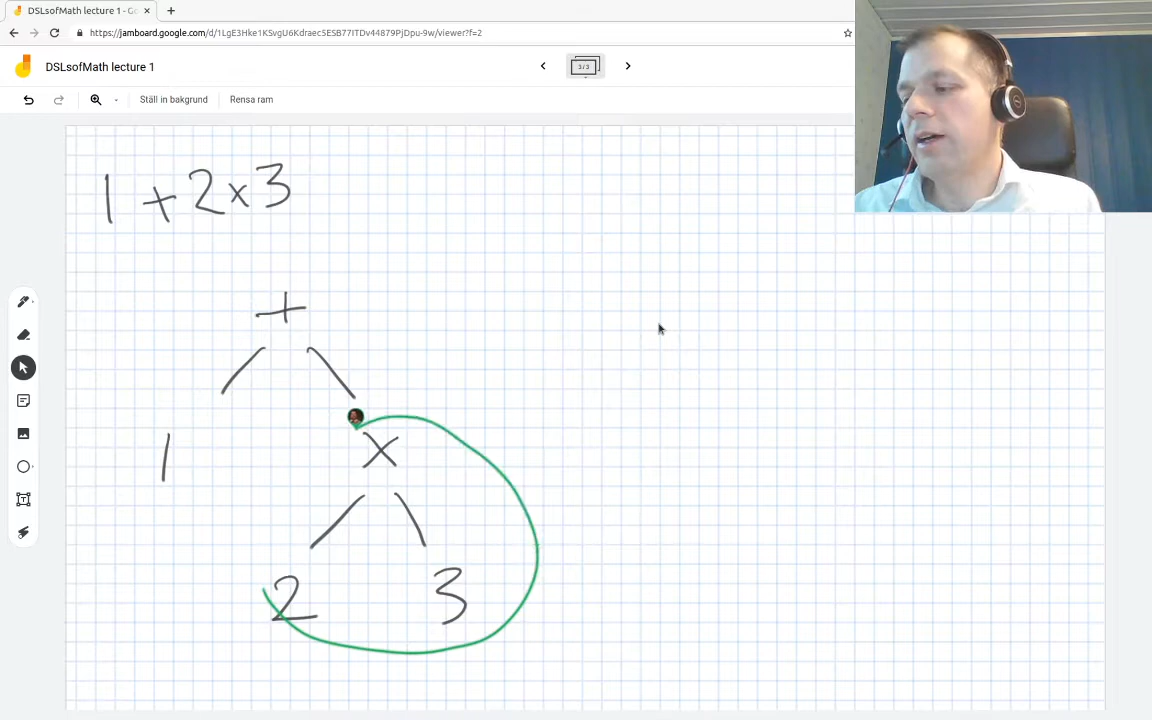 DSLsofMath lecture 1 - Go
https://jamboard.google.com/d/1LgE3Hke1KSvgU6Kdraec5ESB77ITDv44879PjDpu-9w/viewer?f=2
DSLsofMath lecture 1
3/3
Ställ in bakgrund Rensa ram
1 + 2 x 3
+
1 x
2 3